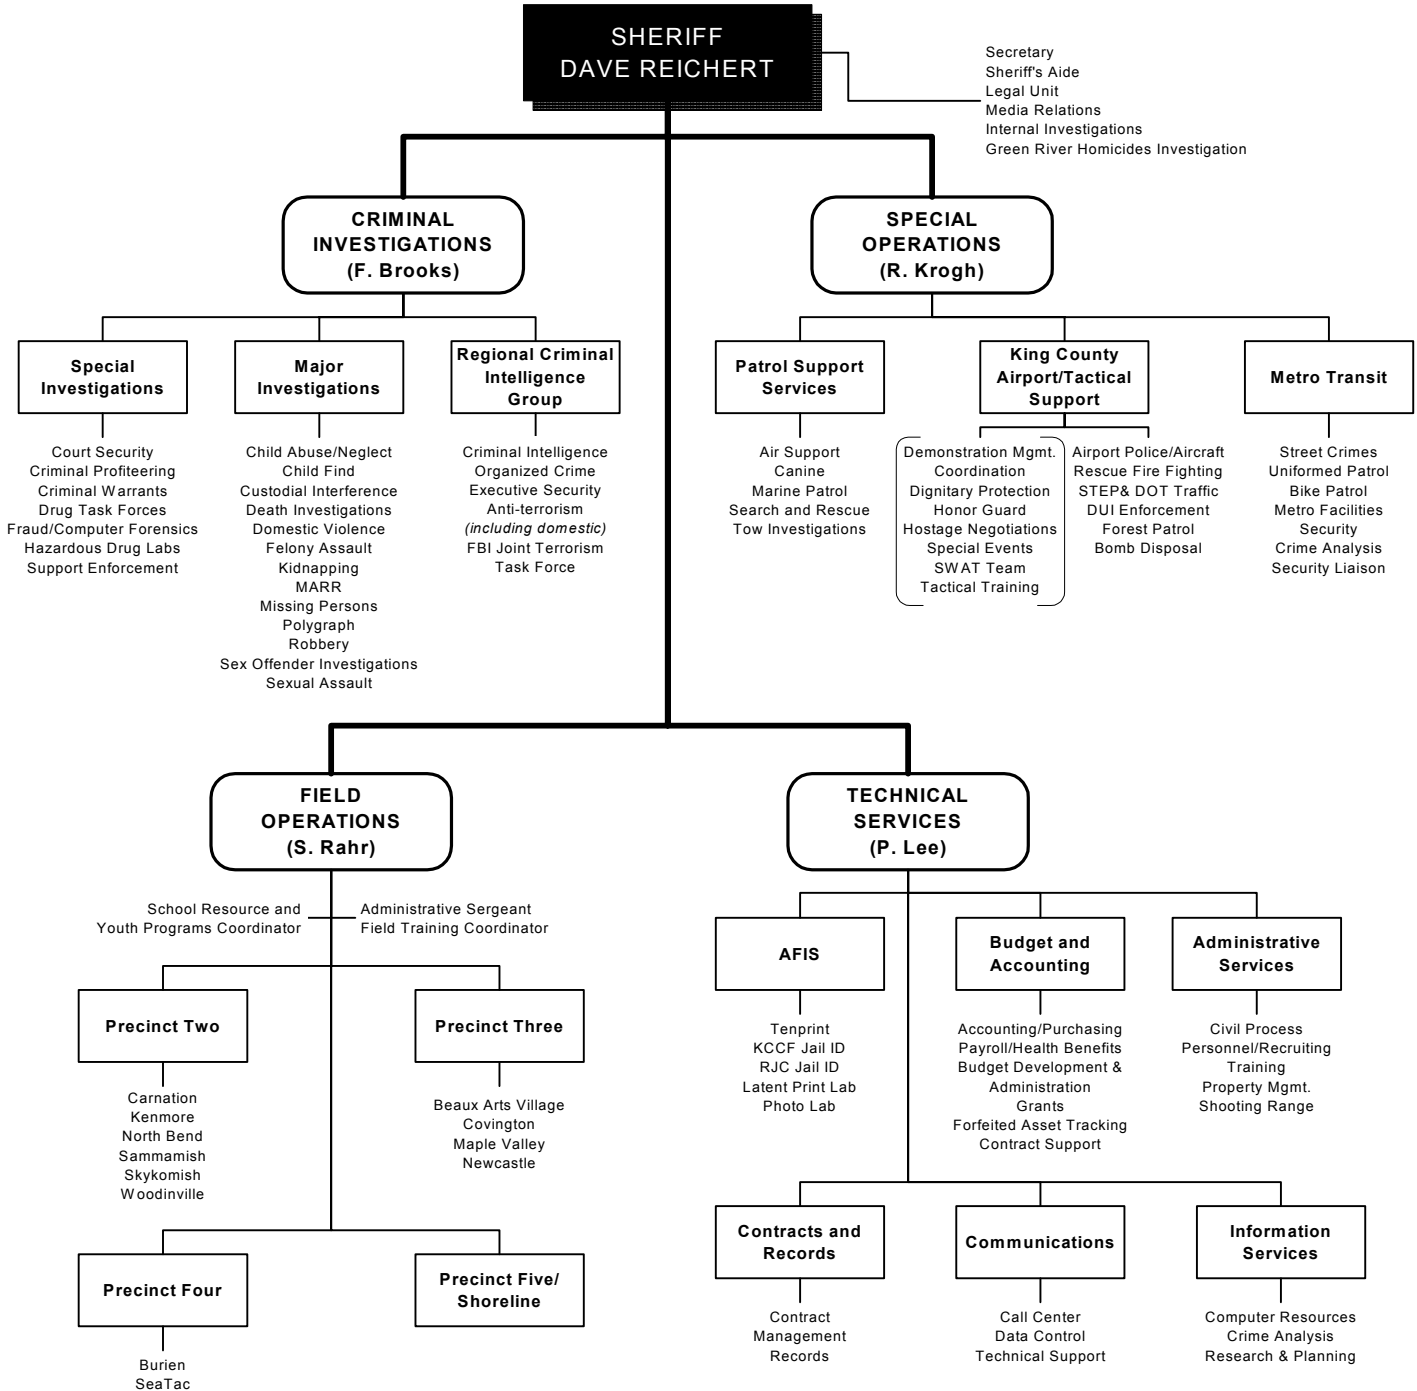 SHERIFF
DAVE REICHERT
Secretary
Sheriff's Aide
Legal Unit
Media Relations
Internal Investigations
Green River Homicides Investigation
CRIMINAL
INVESTIGATIONS
(F. Brooks)
SPECIAL
OPERATIONS
(R. Krogh)
Special
Investigations
Court Security
Criminal Profiteering
Criminal Warrants
Drug Task Forces
Fraud/Computer Forensics
Hazardous Drug Labs
Support Enforcement
Major
Investigations
Child Abuse/Neglect
Child Find
Custodial Interference
Death Investigations
Domestic Violence
Felony Assault
Kidnapping
MARR
Missing Persons
Polygraph
Robbery
Sex Offender Investigations
Sexual Assault
Regional Criminal
Intelligence
Group
Criminal Intelligence
Organized Crime
Executive Security
Anti-terrorism
(including domestic)
FBI Joint Terrorism
Task Force
Patrol Support
Services
Air Support
Canine
Marine Patrol
Search and Rescue
Tow Investigations
King County
Airport/Tactical
Support
Demonstration Mgmt.
Coordination
Dignitary Protection
Honor Guard
Hostage Negotiations
Special Events
SWAT Team
Tactical Training
Airport Police/Aircraft
Rescue Fire Fighting
STEP& DOT Traffic
DUI Enforcement
Forest Patrol
Bomb Disposal
Metro Transit
Street Crimes
Uniformed Patrol
Bike Patrol
Metro Facilities
Security
Crime Analysis
Security Liaison
FIELD
OPERATIONS
(S. Rahr)
School Resource and
Youth Programs Coordinator
Administrative Sergeant
Field Training Coordinator
Precinct Two
Carnation
Kenmore
North Bend
Sammamish
Skykomish
Woodinville
Precinct Three
Beaux Arts Village
Covington
Maple Valley
Newcastle
Precinct Four
Burien
SeaTac
Precinct Five/
Shoreline
TECHNICAL
SERVICES
(P. Lee)
AFIS
Tenprint
KCCF Jail ID
RJC Jail ID
Latent Print Lab
Photo Lab
Budget and
Accounting
Accounting/Purchasing
Payroll/Health Benefits
Budget Development &
Administration
Grants
Forfeited Asset Tracking
Contract Support
Administrative
Services
Civil Process
Personnel/Recruiting
Training
Property Mgmt.
Shooting Range
Contracts and
Records
Contract
Management
Records
Communications
Call Center
Data Control
Technical Support
Information
Services
Computer Resources
Crime Analysis
Research & Planning